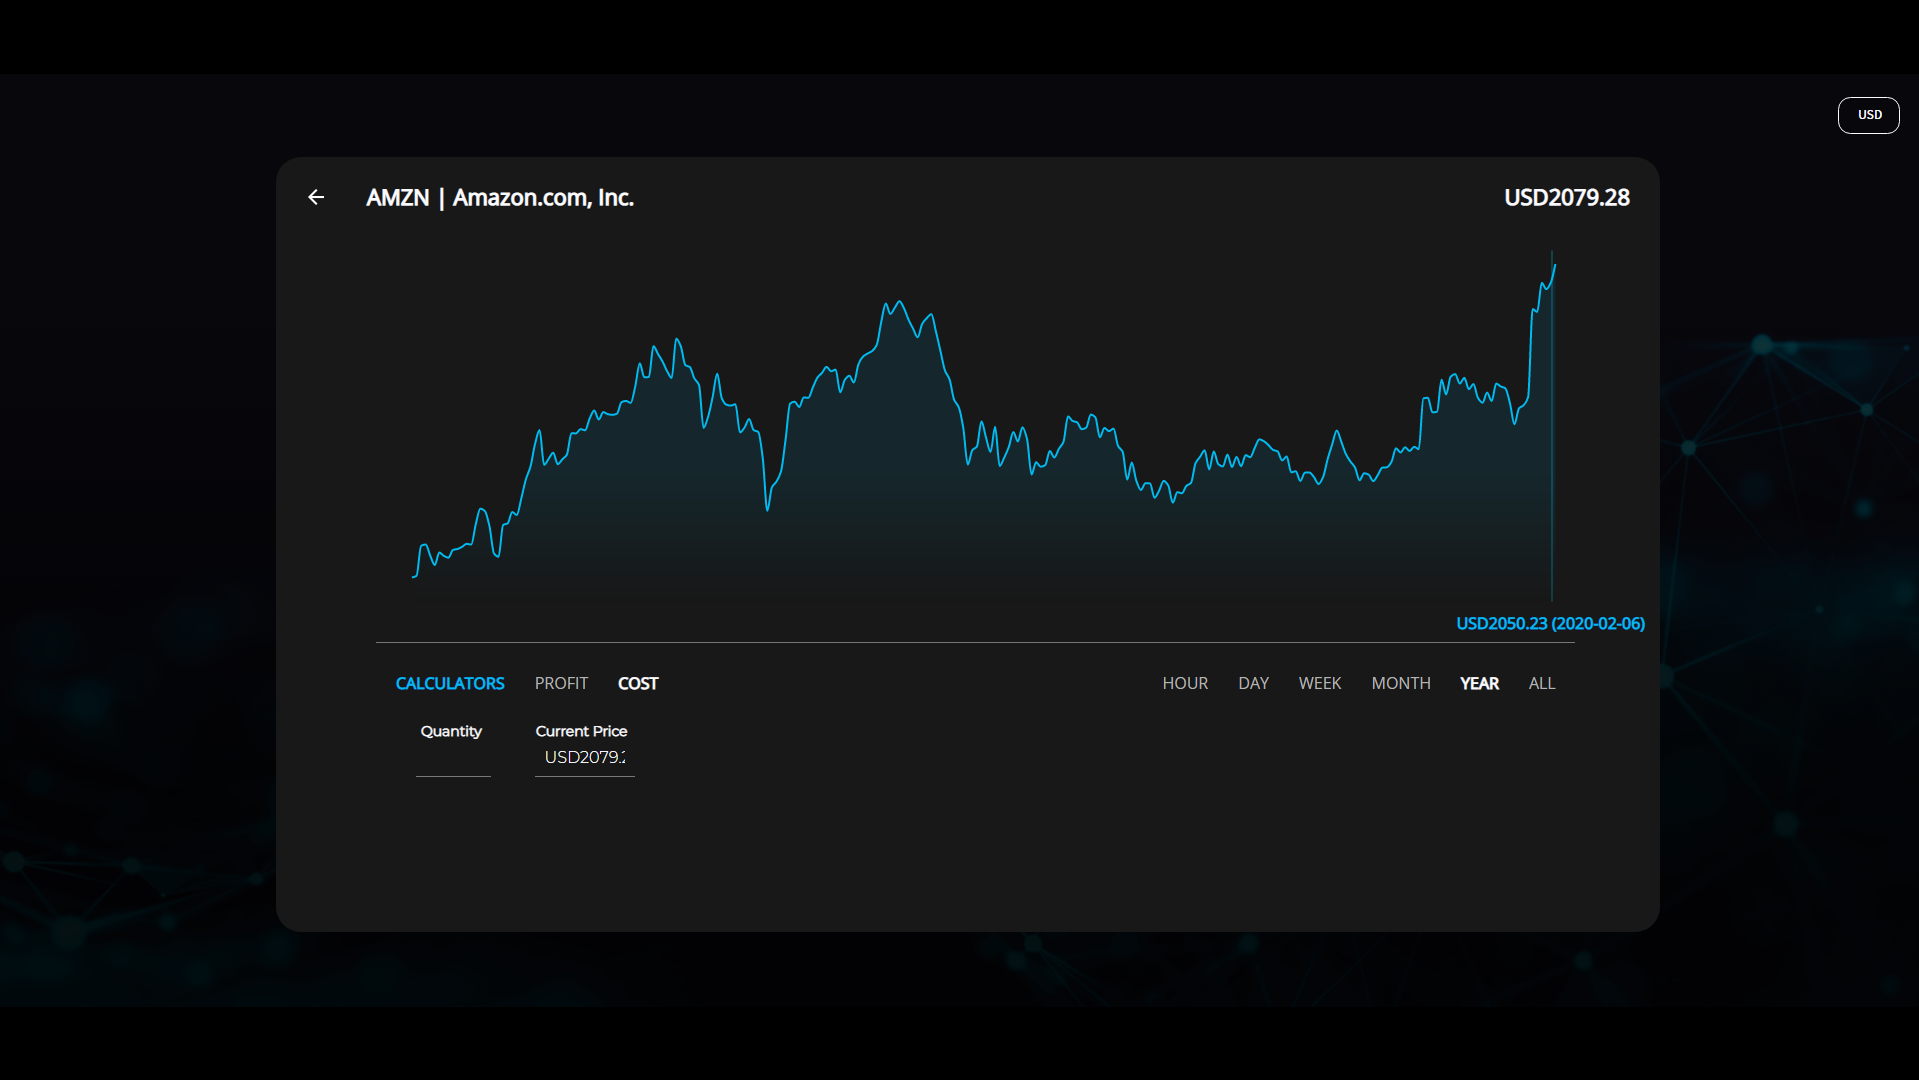 USD
AMZN | Amazon.com, Inc.
USD2079.28
USD2050.23 (2020-02-06)
CALCULATORS PROFIT COST
HOUR DAY WEEK MONTH YEAR ALL
Quantity Current Price
USD2079.2